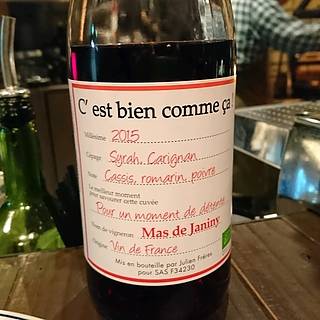 C' est bien comme ça !
Millésime 2015
Cépage Syrah, Carignan
Note Cassis, romarin, poivre
Le meilleur moment
pour savourer cette cuvée
Pour un moment de détente
Nom de vigneron Mas de Janiny
Origine Vin de France
Mis en bouteille par Julien Frères
pour SAS F34230